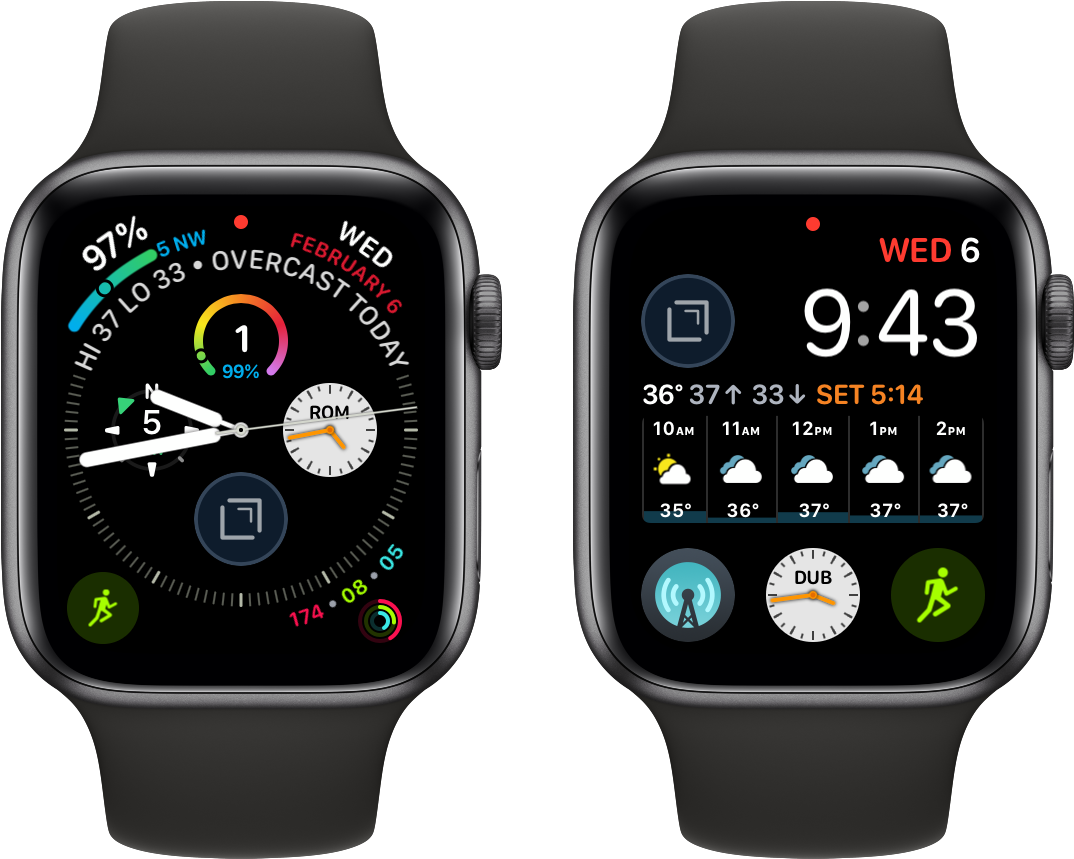 97%
5 NW
WED
FEBRUARY 6
HI 37 LO 33 • OVERCAST TODAY
1
99%
N
5
ROM
174 • 08 • 05
WED 6
9:43
36° 37↑ 33↓ SET 5:14
10AM 11AM 12PM 1PM 2PM
35° 36° 37° 37° 37°
DUB